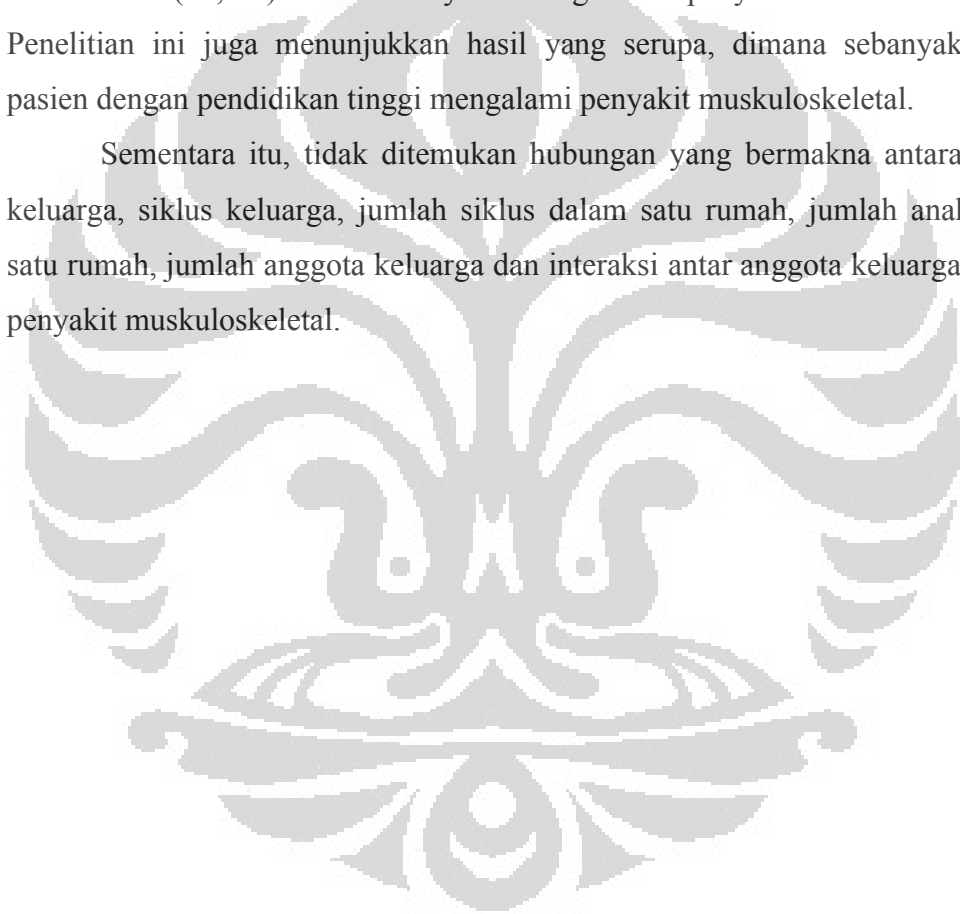 Penelitian ini juga menunjukkan hasil yang serupa, dimana sebanyak
pasien dengan pendidikan tinggi mengalami penyakit muskuloskeletal.
Sementara itu, tidak ditemukan hubungan yang bermakna antara
keluarga, siklus keluarga, jumlah siklus dalam satu rumah, jumlah
satu rumah, jumlah anggota keluarga dan interaksi antar anggota keluarga
penyakit muskuloskeletal.